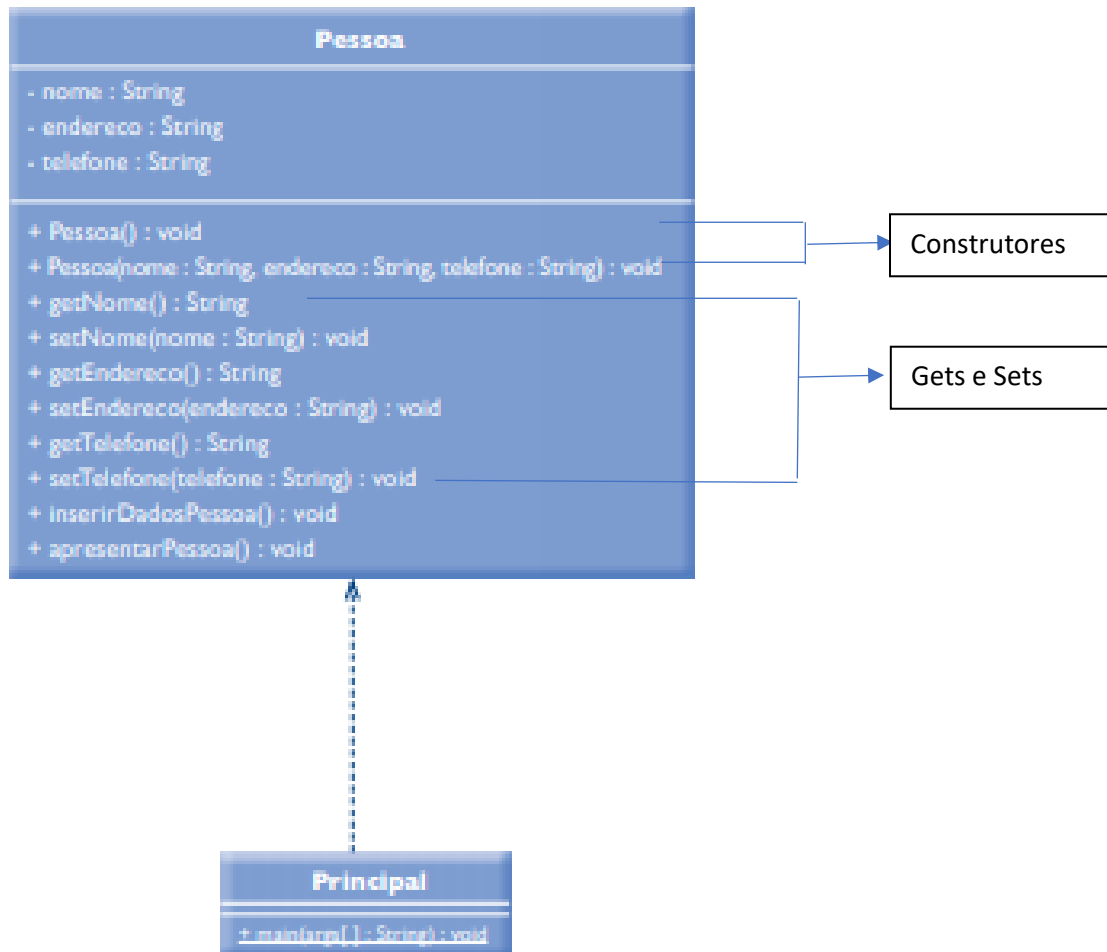 Pessoa
- nome : String
- endereco : String
- telefone : String
+ Pessoa() : void
+ Pessoa(nome : String, endereco : String, telefone : String) : void
+ getNome() : String
+ setNome(nome : String) : void
+ getEndereco() : String
+ setEndereco(endereco : String) : void
+ getTelefone() : String
+ setTelefone(telefone : String) : void
+ inserirDadosPessoa() : void
+ apresentarPessoa() : void
Construtores
Gets e Sets
Principal
+ main(args[ ] : String) : void